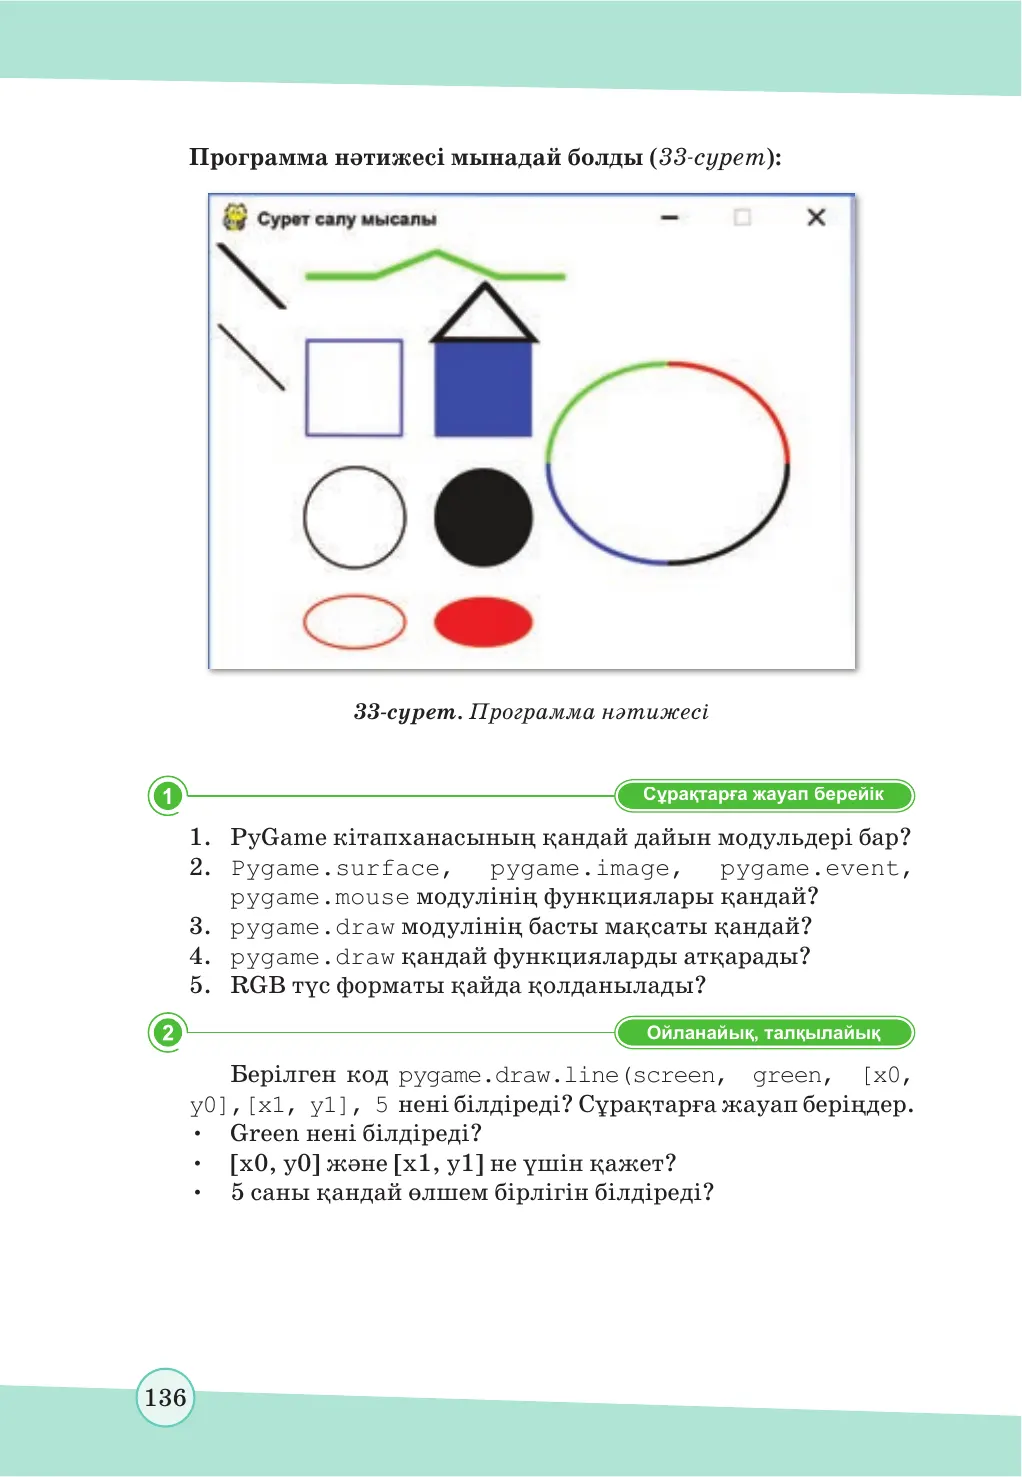 Программа нәтижесі мынадай болды (33-сурет):
Сурет салу мысалы
33-сурет. Программа нәтижесі
1
Сұрақтарға жауап берейік
1. PyGame кітапханасының қандай дайын модульдері бар?
2. Pygame.surface, pygame.image, pygame.event,
pygame.mouse модулінің функциялары қандай?
3. pygame.draw модулінің басты мақсаты қандай?
4. pygame.draw қандай функцияларды атқарады?
5. RGB түс форматы қайда қолданылады?
2
Ойланайық, талқылайық
Берілген код pygame.draw.line(screen, green, [x0,
y0],[x1, y1], 5 нені білдіреді? Сұрақтарға жауап беріңдер.
• Green нені білдіреді?
• [x0, y0] және [x1, y1] не үшін қажет?
• 5 саны қандай өлшем бірлігін білдіреді?
136